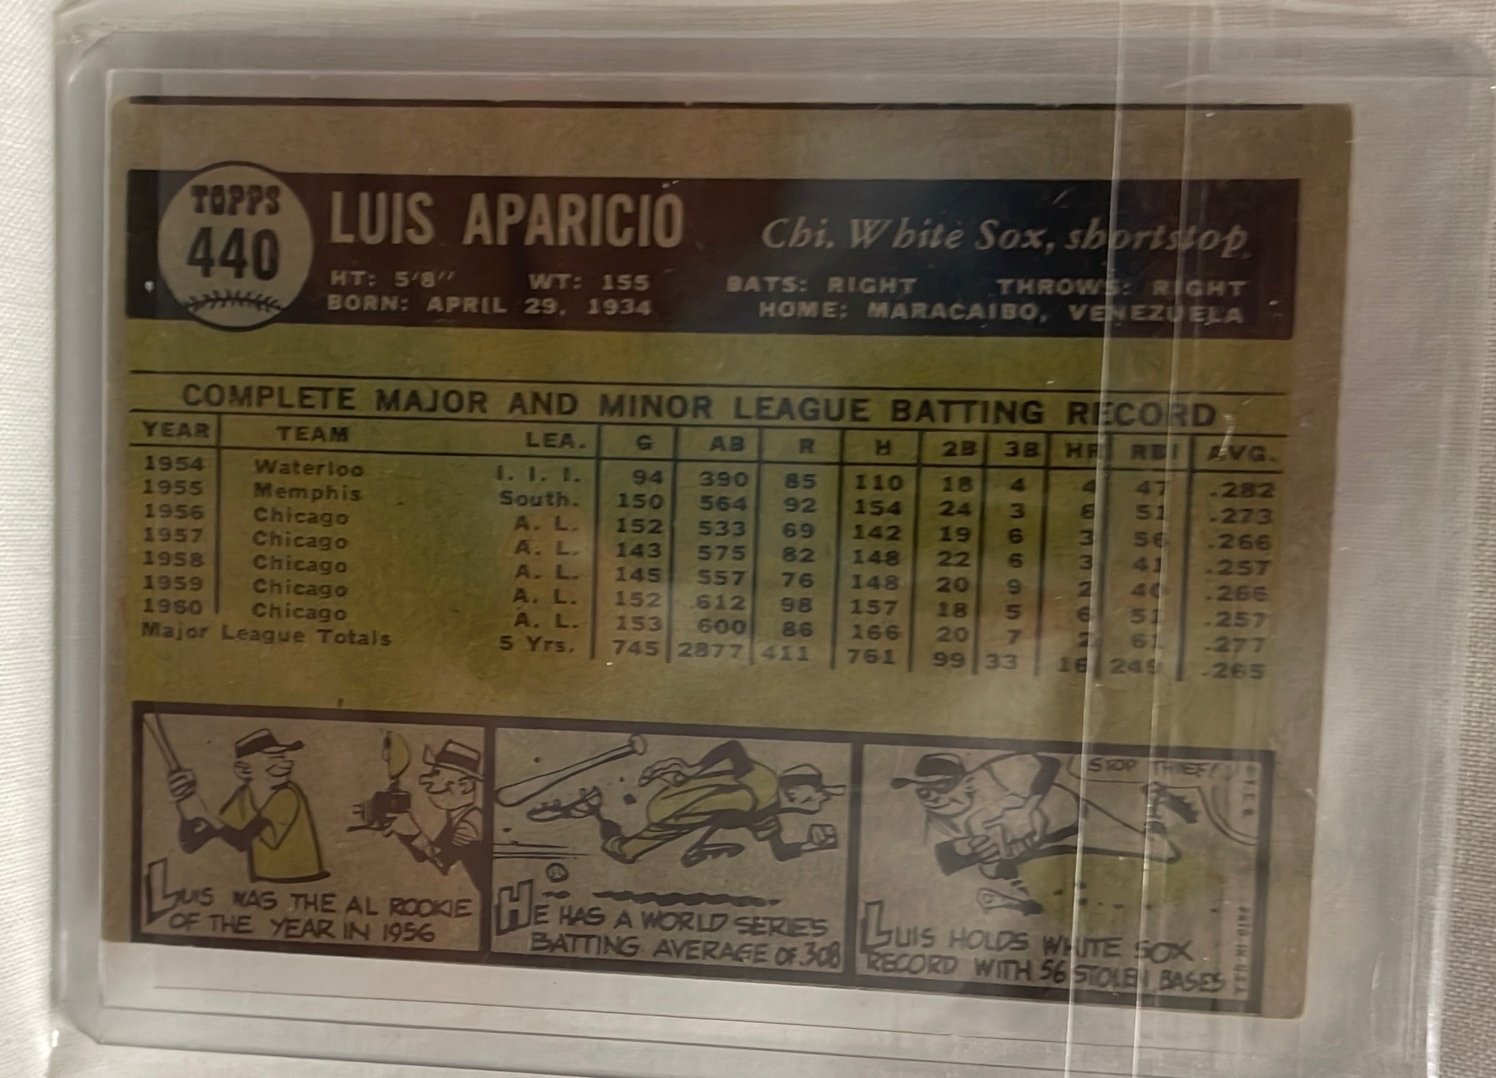 TOPPS
440
LUIS APARICIO
Chi. White Sox, shortstop
HT: 5'8" WT: 155 BATS: RIGHT THROWS: RIGHT
BORN: APRIL 29, 1934 HOME: MARACAIBO, VENEZUELA
COMPLETE MAJOR AND MINOR LEAGUE BATTING RECORD
YEAR TEAM LEA. G AB R H 2B 3B HR RBI AVG.
1954 Waterloo I. I. I. 94 390 85 110 18 4 4 47 .282
1955 Memphis South. 150 564 92 154 24 3 6 51 .273
1956 Chicago A. L. 152 533 69 142 19 6 3 56 .266
1957 Chicago A. L. 143 575 82 148 22 6 3 41 .257
1958 Chicago A. L. 145 557 76 148 20 9 2 40 .266
1959 Chicago A. L. 152 612 98 157 18 5 6 51 .257
1960 Chicago A. L. 153 600 86 166 20 7 2 61 .277
Major League Totals 5 Yrs. 745 2877 411 761 99 33 16 249 .265
LUIS WAS THE AL ROOKIE
OF THE YEAR IN 1956
HE HAS A WORLD SERIES
BATTING AVERAGE OF .308
STOP THIEF!
LUIS HOLDS WHITE SOX
RECORD WITH 56 STOLEN BASES